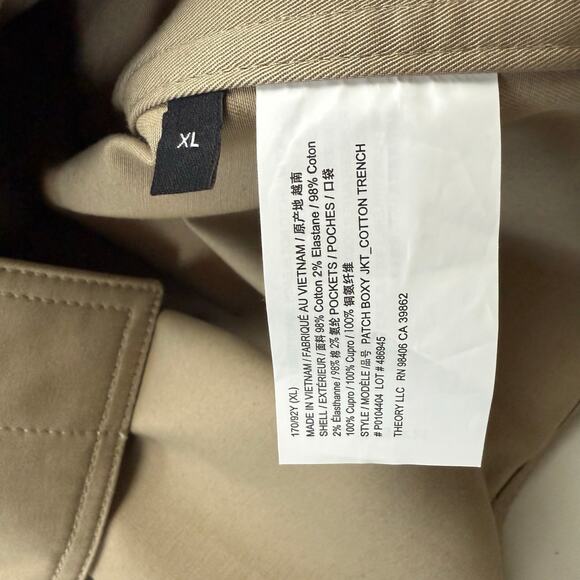 XL
170/92Y (XL)
MADE IN VIETNAM / FABRIQUÉ AU VIETNAM / 原产地 越南
SHELL / EXTÉRIEUR / 面料 98% Cotton 2% Elastane / 98% Coton
2% Élasthanne / 98% 棉 2% 氨纶 POCKETS / POCHES / 口袋
100% Cupro / 100% Cupro / 100% 铜氨纤维
STYLE / MODÈLE / 品号 PATCH BOXY JKT_COTTON TRENCH
# P0104404 LOT # 486945
THEORY LLC RN 98406 CA 39862